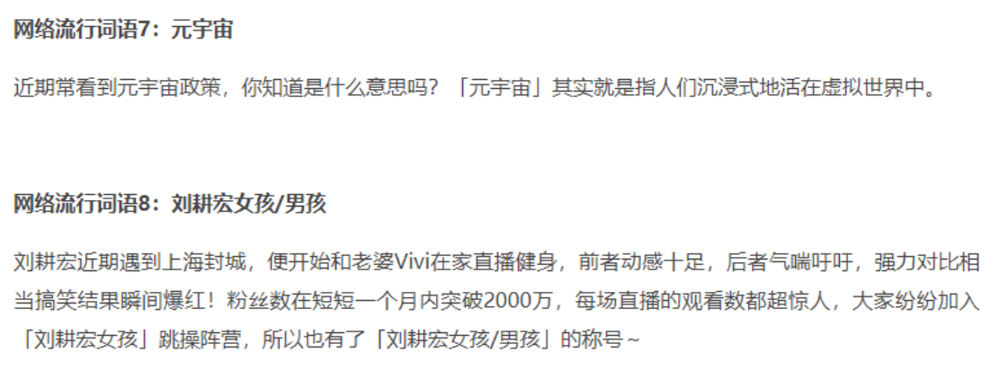 网络流行词语7：元宇宙
近期常看到元宇宙政策，你知道是什么意思吗？「元宇宙」其实就是指人们沉浸式地活在虚拟世界中。
网络流行词语8：刘耕宏女孩/男孩
刘耕宏近期遇到上海封城，便开始和老婆Vivi在家直播健身，前者动感十足，后者气喘吁吁，强力对比相
当搞笑结果瞬间爆红！粉丝数在短短一个月内突破2000万，每场直播的观看数都超惊人，大家纷纷加入
「刘耕宏女孩」跳操阵营，所以也有了「刘耕宏女孩/男孩」的称号~